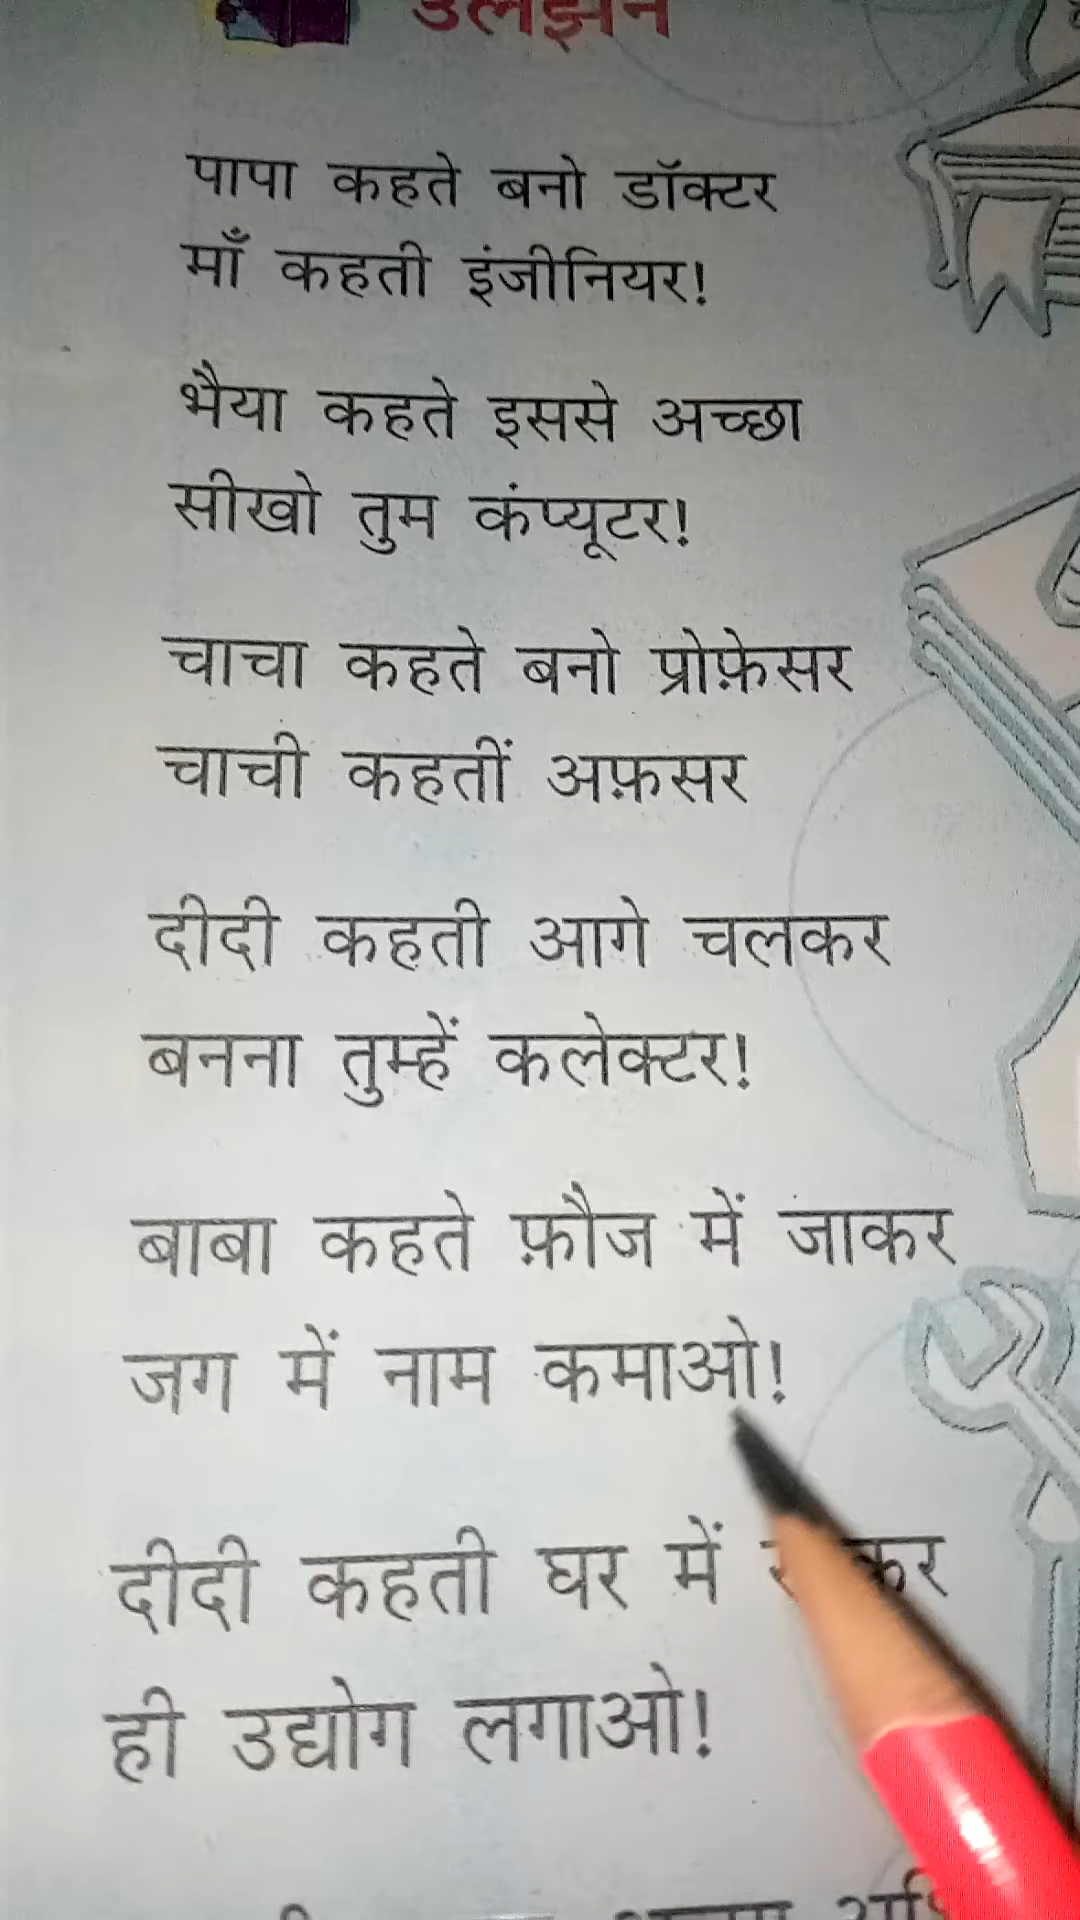 उलझन
पापा कहते बनो डॉक्टर
माँ कहती इंजीनियर!
भैया कहते इससे अच्छा
सीखो तुम कंप्यूटर!
चाचा कहते बनो प्रोफ़ेसर
चाची कहतीं अफ़सर
दीदी कहती आगे चलकर
बनना तुम्हें कलेक्टर!
बाबा कहते फ़ौज में जाकर
जग में नाम कमाओ!
दीदी कहती घर में
ही उद्योग लगाओ!